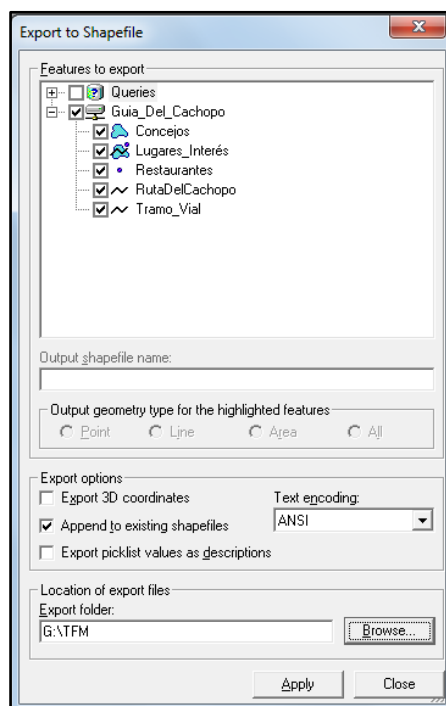 Export to Shapefile
Features to export
Queries
Guia_Del_Cachopo
Concejos
Lugares_Interés
Restaurantes
RutaDelCachopo
Tramo_Vial
Output shapefile name:
Output geometry type for the highlighted features
Point Line Area All
Export options
Export 3D coordinates Text encoding:
Append to existing shapefiles ANSI
Export picklist values as descriptions
Location of export files
Export folder:
G:\TFM Browse...
Apply Close